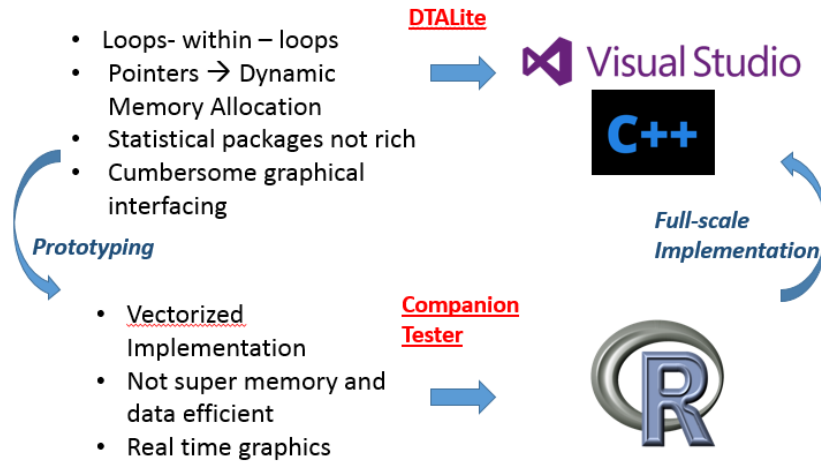 DTALite
• Loops- within – loops
• Pointers → Dynamic
Memory Allocation
• Statistical packages not rich
• Cumbersome graphical
interfacing
Visual Studio
C++
Prototyping
Full-scale
Implementation
• Vectorized
Implementation
• Not super memory and
data efficient
• Real time graphics
Companion
Tester
R